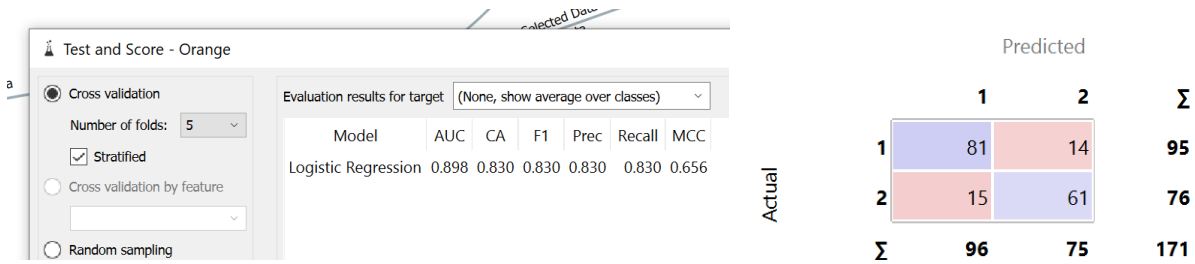 Selected Data
a
Test and Score - Orange
Cross validation
Number of folds: 5
Stratified
Cross validation by feature
Random sampling
Evaluation results for target (None, show average over classes)
Model AUC CA F1 Prec Recall MCC
Logistic Regression 0.898 0.830 0.830 0.830 0.830 0.656
Predicted
1 2 Σ
Actual
1 81 14 95
2 15 61 76
Σ 96 75 171